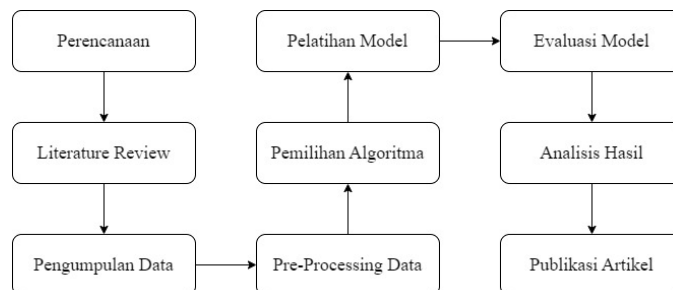 Perencanaan
Literature Review
Pengumpulan Data
Pre-Processing Data
Pemilihan Algoritma
Pelatihan Model
Evaluasi Model
Analisis Hasil
Publikasi Artikel